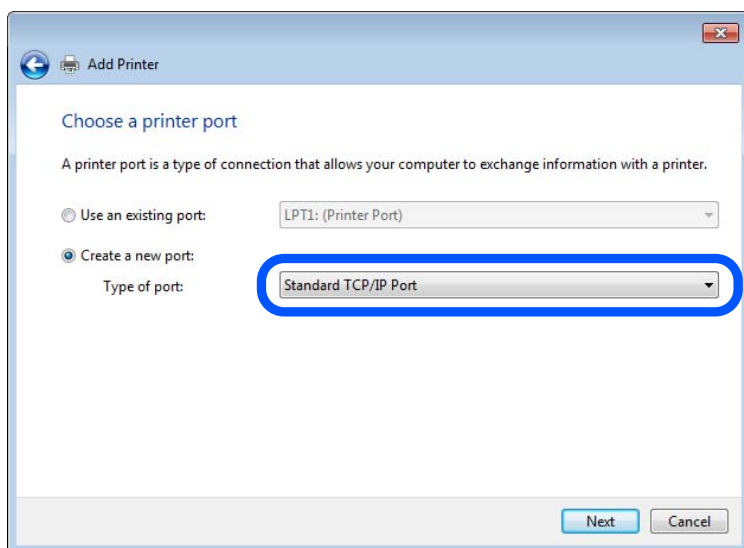 Add Printer
Choose a printer port
A printer port is a type of connection that allows your computer to exchange information with a printer.
Use an existing port: LPT1: (Printer Port)
Create a new port:
Type of port: Standard TCP/IP Port
Next Cancel